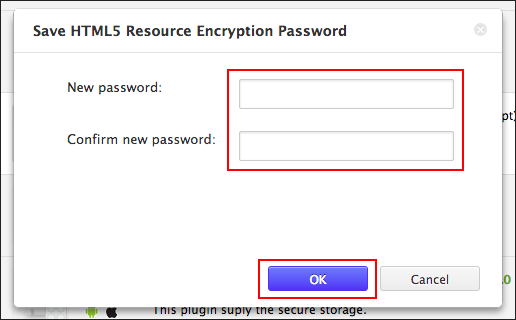 Save HTML5 Resource Encryption Password
New password:
Confirm new password:
pt)
OK
Cancel
.0
This plugin suply the secure storage.